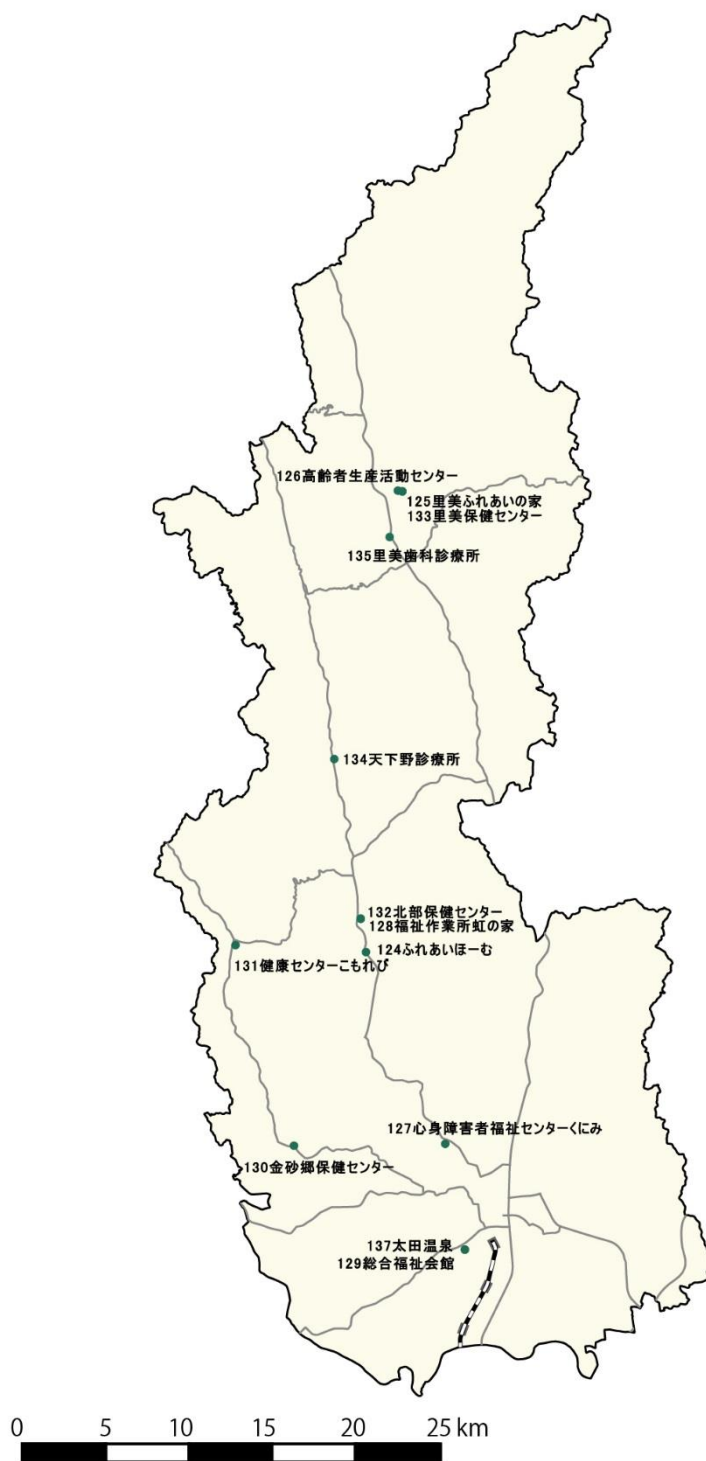 126高齢者生産活動センター
125里美ふれあいの家
133里美保健センター
135里美歯科診療所
134天下野診療所
132北部保健センター
128福祉作業所虹の家
124ふれあいほーむ
131健康センターこもれび
127心身障害者福祉センターくにみ
130金砂郷保健センター
137太田温泉
129総合福祉会館
0 5 10 15 20 25 km